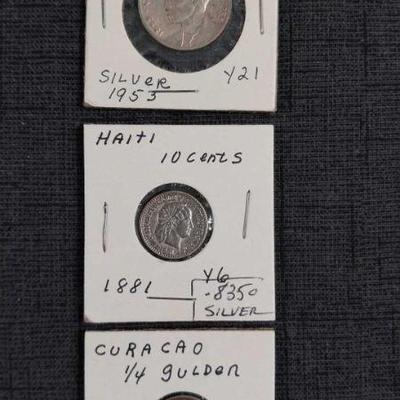 SILVER Y21
1953
HAITI
10 CENTS
1881 Y6
.8350
SILVER
CURACAO
1/4 GULDEN